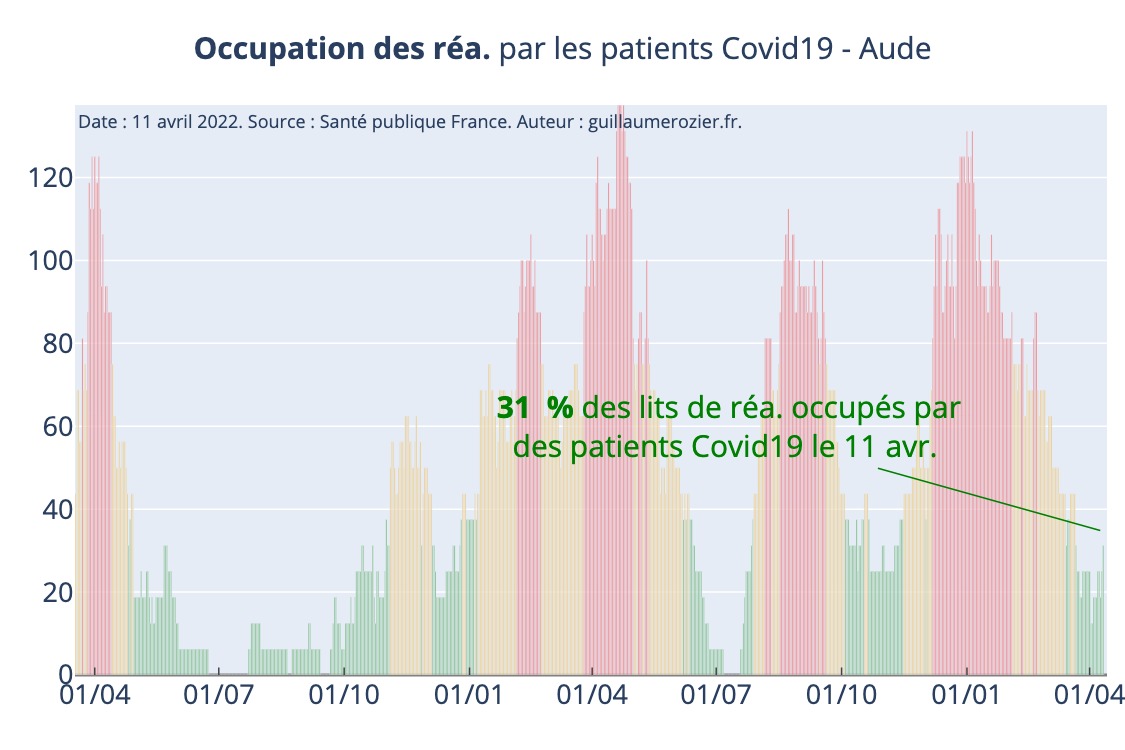 Occupation des réa. par les patients Covid19 - Aude
Date : 11 avril 2022. Source : Santé publique France. Auteur : guillaumerozier.fr.
120
100
80
60
40
20
0
31 % des lits de réa. occupés par
des patients Covid19 le 11 avr.
01/04 01/07 01/10 01/01 01/04 01/07 01/10 01/01 01/04